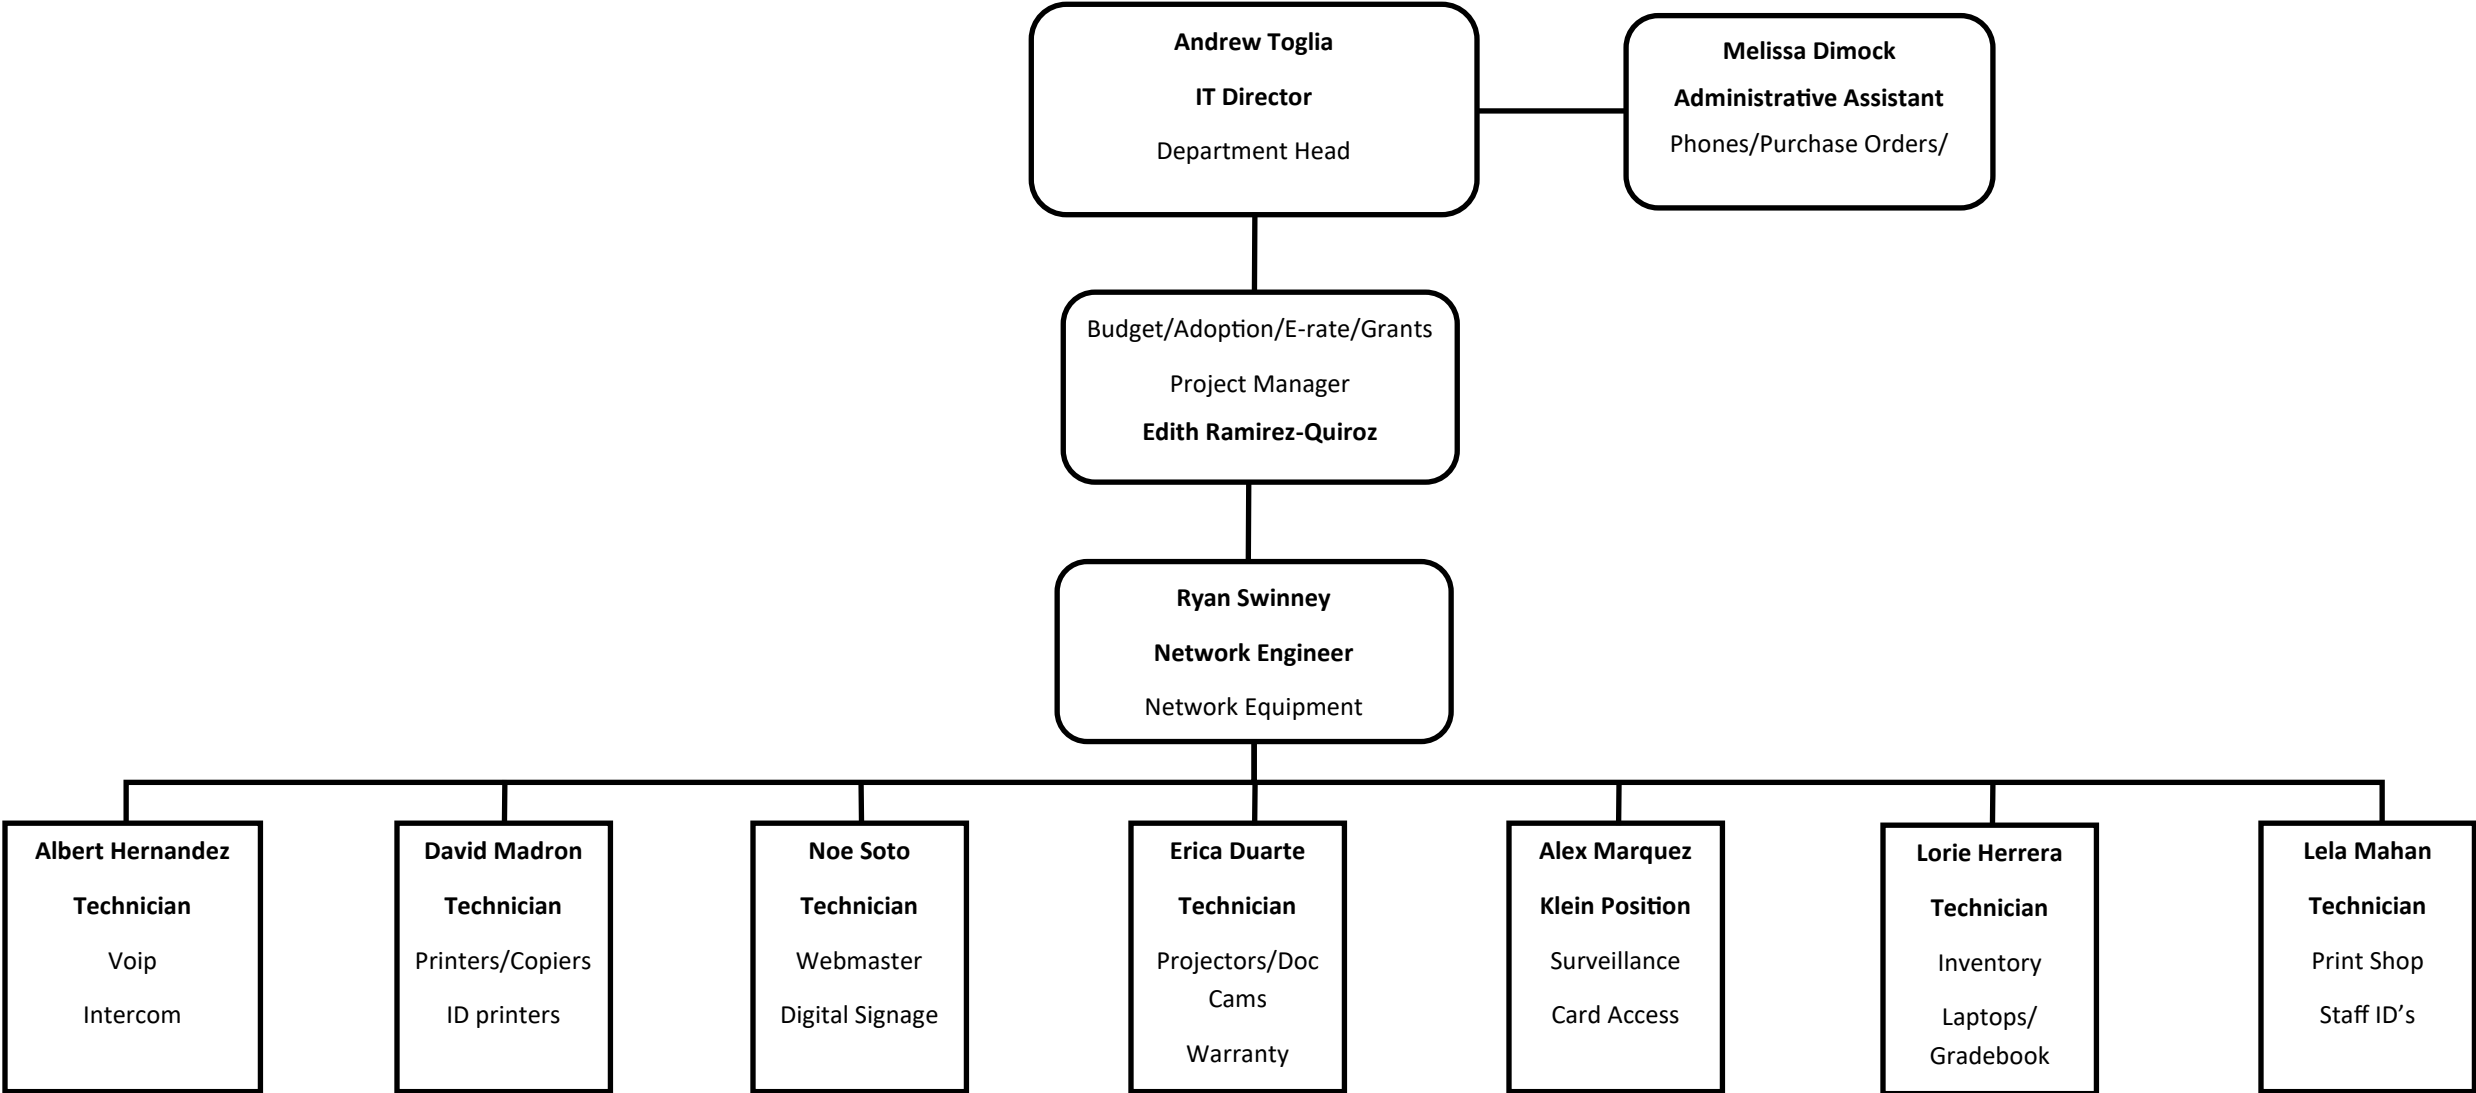 Andrew Toglia
IT Director
Department Head
Melissa Dimock
Administrative Assistant
Phones/Purchase Orders/
Budget/Adoption/E-rate/Grants
Project Manager
Edith Ramirez-Quiroz
Ryan Swinney
Network Engineer
Network Equipment
Albert Hernandez
Technician
Voip
Intercom
David Madron
Technician
Printers/Copiers
ID printers
Noe Soto
Technician
Webmaster
Digital Signage
Erica Duarte
Technician
Projectors/Doc
Cams
Warranty
Alex Marquez
Klein Position
Surveillance
Card Access
Lorie Herrera
Technician
Inventory
Laptops/
Gradebook
Lela Mahan
Technician
Print Shop
Staff ID’s